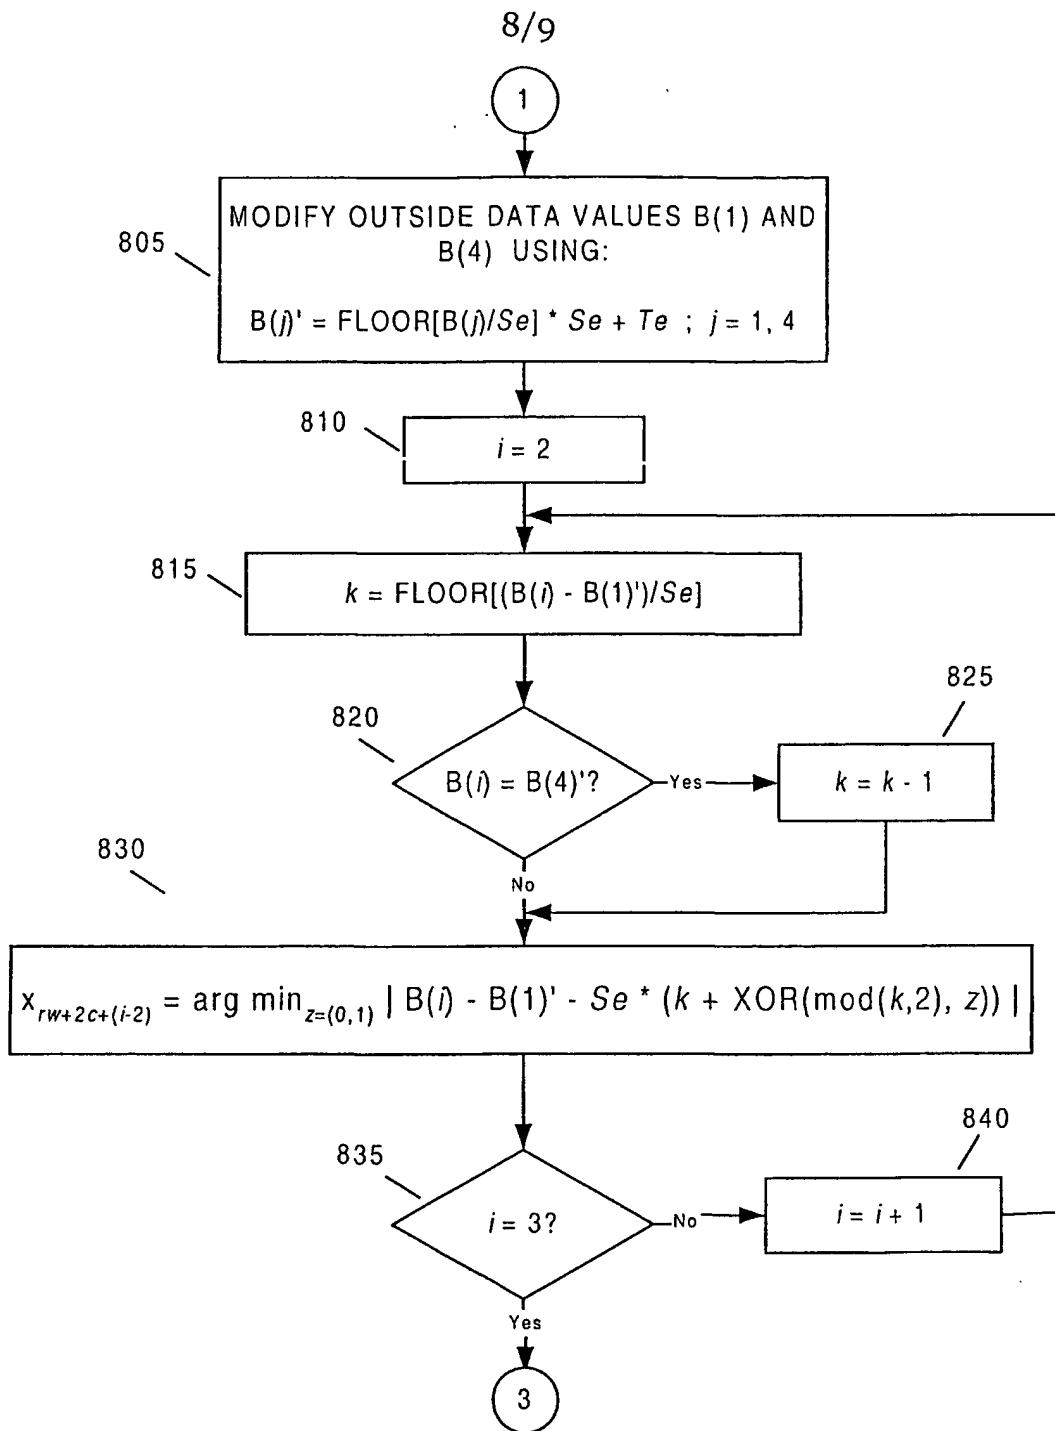 8/9
1
805
MODIFY OUTSIDE DATA VALUES B(1) AND
B(4) USING:
B(j)' = FLOOR[B(j)/Se] * Se + Te ; j = 1, 4
810
i = 2
815
k = FLOOR[(B(i) - B(1)')/Se]
820
B(i) = B(4)'?
Yes
825
k = k - 1
No
830
x_{rw+2c+(i-2)} = arg min_{z=(0,1)} | B(i) - B(1)' - Se * (k + XOR(mod(k,2), z)) |
835
i = 3?
No
840
i = i + 1
Yes
3